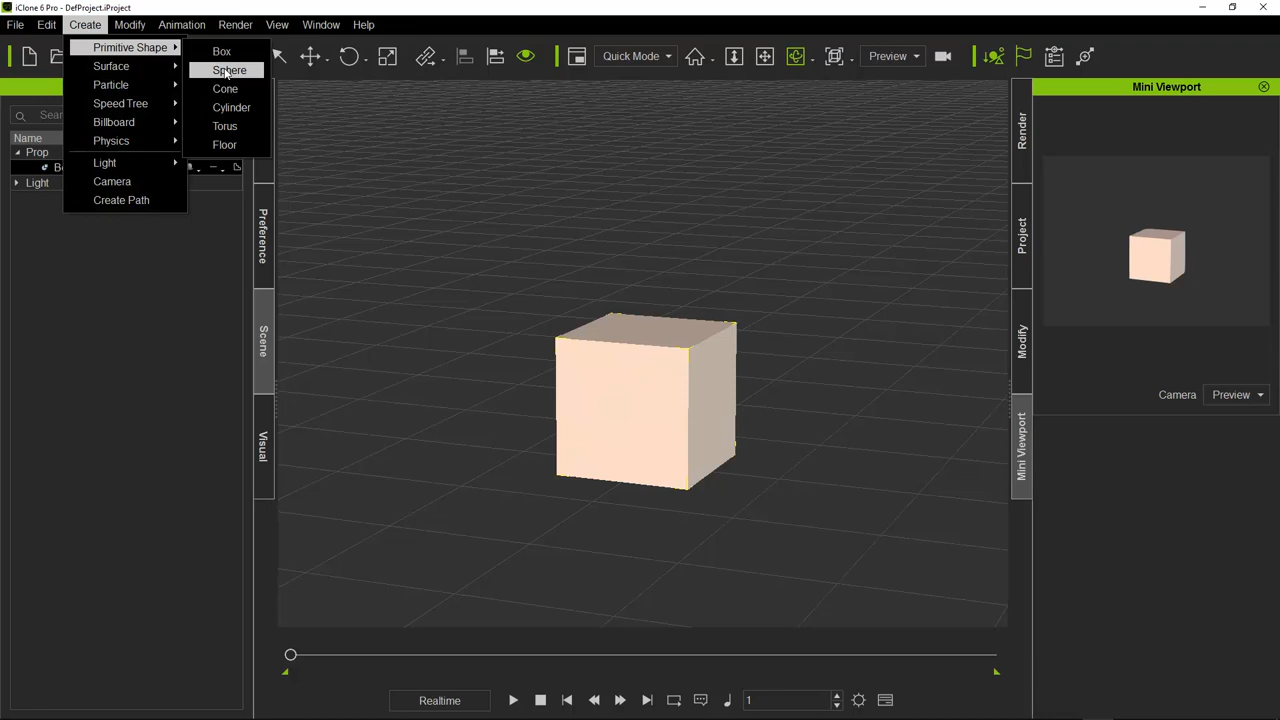 iClone 6 Pro - DefProject.iProject
File Edit Create Modify Animation Render View Window Help
Primitive Shape
Surface
Particle
Speed Tree
Billboard
Physics
Light
Camera
Create Path
Box
Sphere
Cone
Cylinder
Torus
Floor
Quick Mode
Preview
Name
Prop
Light
Preference
Scene
Visual
Render
Project
Modify
Mini Viewport
Mini Viewport
Camera Preview
Realtime
1